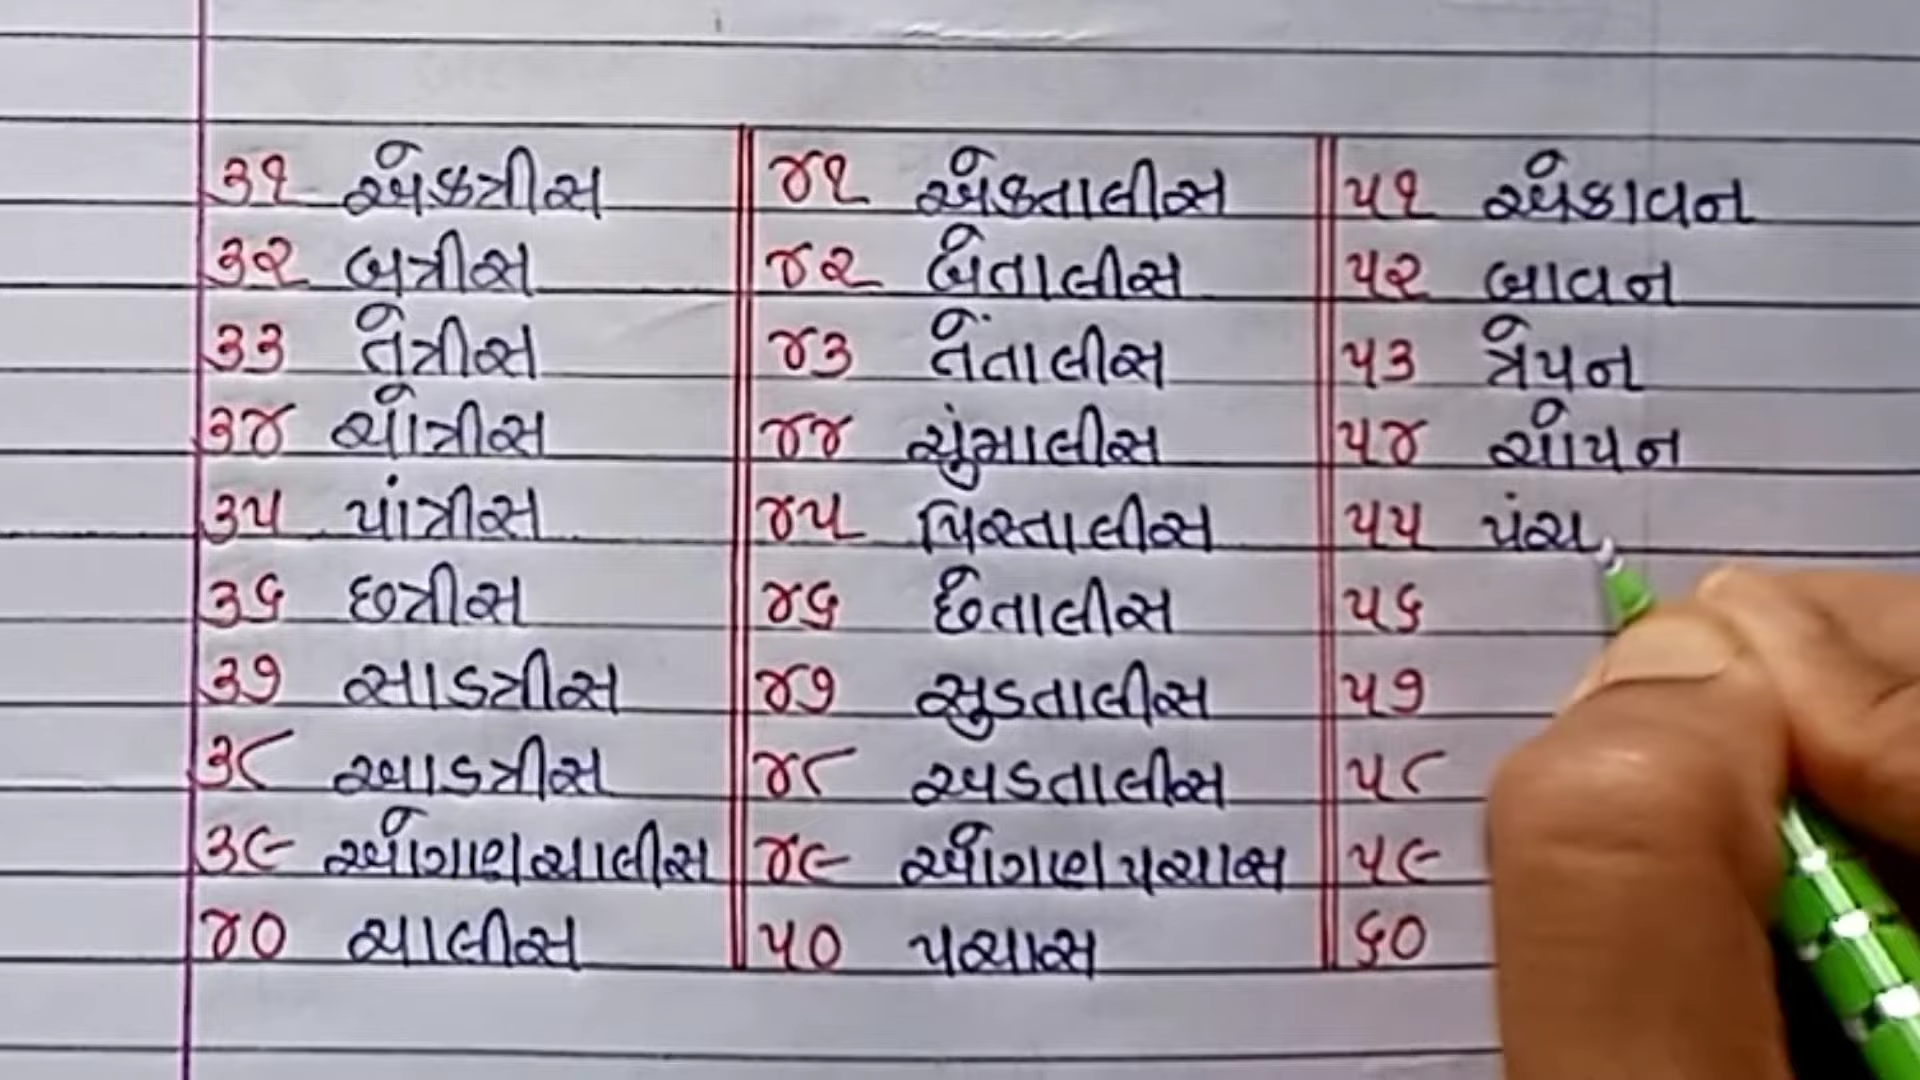 ૩૧ એકત્રીસ
૩૨ બત્રીસ
૩૩ તેત્રીસ
૩૪ ચોત્રીસ
૩૫ પાંત્રીસ
૩૬ છત્રીસ
૩૭ સાડત્રીસ
૩૮ આડત્રીસ
૩૯ ઓગણચાલીસ
૪૦ ચાલીસ
૪૧ એકતાલીસ
૪૨ બેતાલીસ
૪૩ તેંતાલીસ
૪૪ ચુંમાલીસ
૪૫ પિસ્તાલીસ
૪૬ છેતાલીસ
૪૭ સુડતાલીસ
૪૮ અડતાલીસ
૪૯ ઓગણપચાસ
૫૦ પચાસ
૫૧ એકાવન
૫૨ બાવન
૫૩ ત્રેપન
૫૪ ચોપન
૫૫ પંચ
૫૬
૫૭
૫૮
૫૯
૬૦